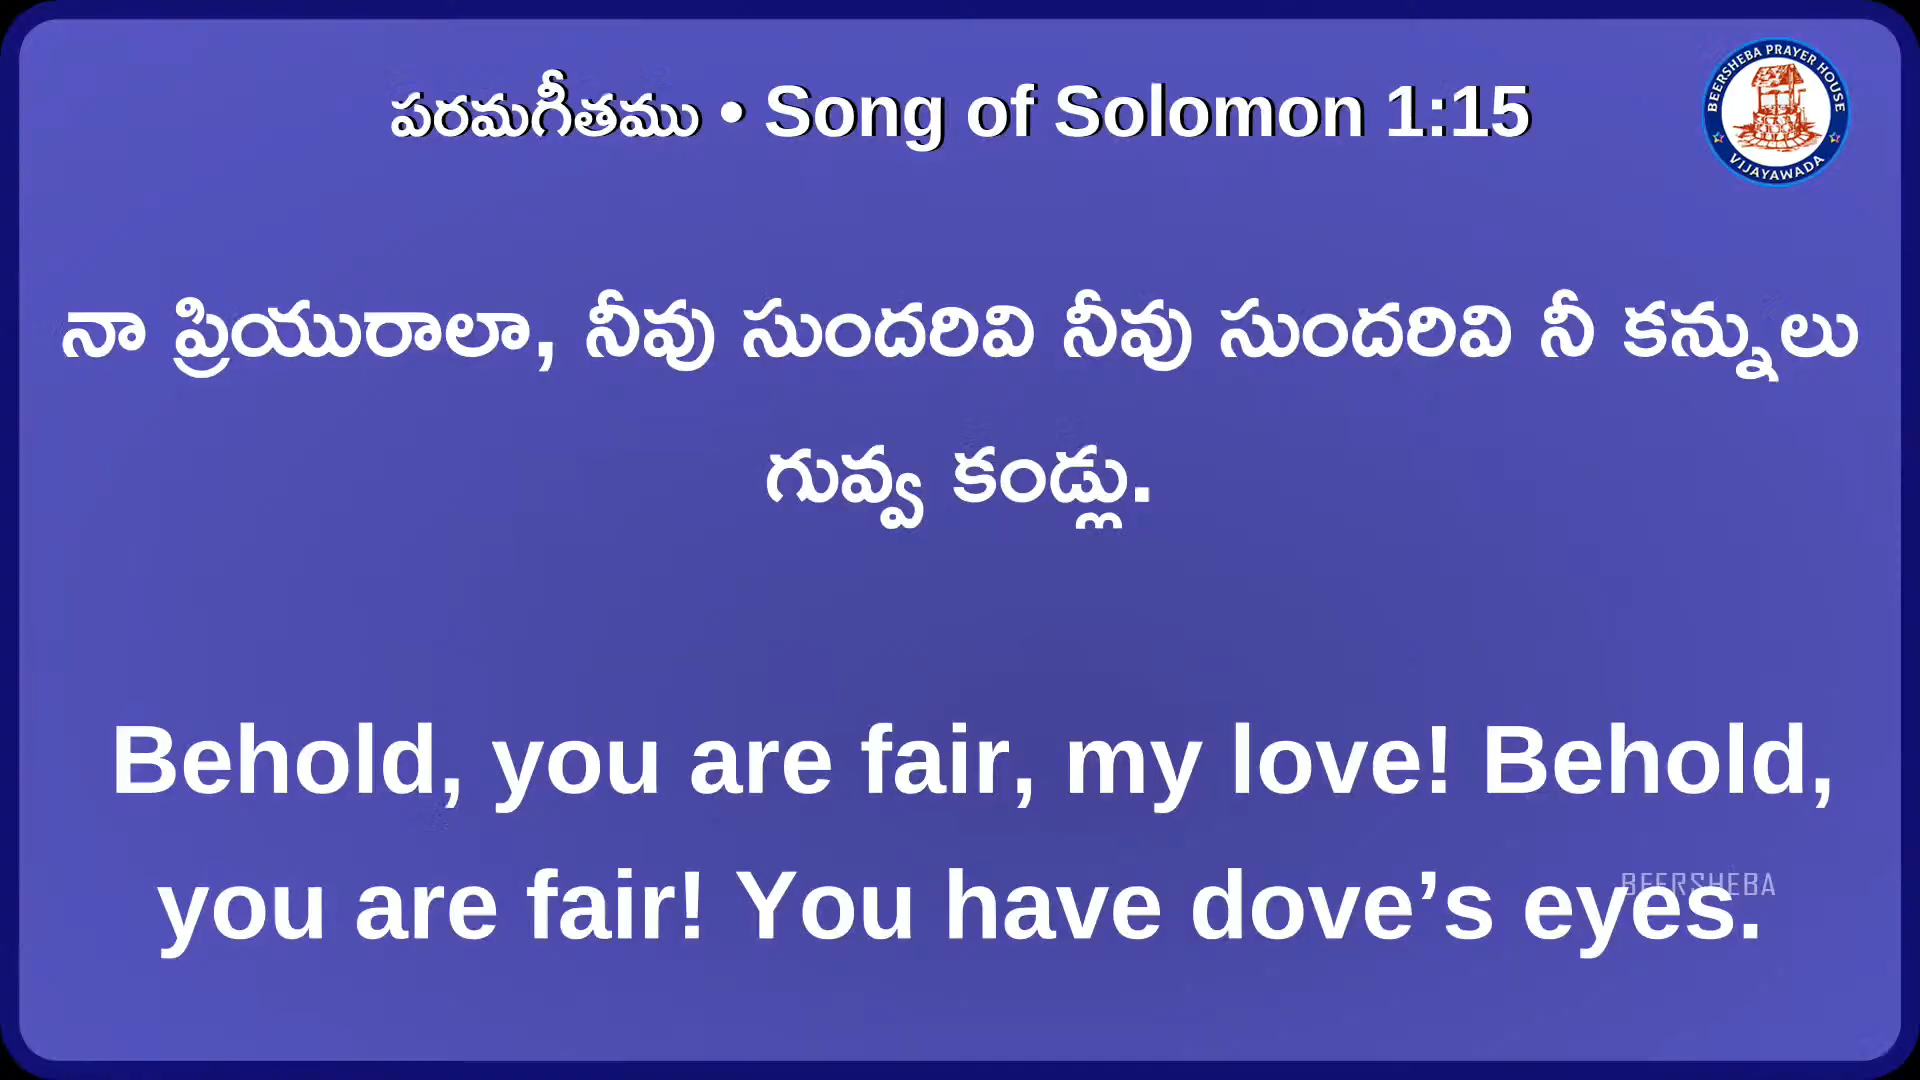 పరమగీతము • Song of Solomon 1:15
BEERSHEBA PRAYER HOUSE
VIJAYAWADA
నా ప్రియురాలా, నీవు సుందరివి నీవు సుందరివి నీ కన్నులు
గువ్వ కండ్లు.
Behold, you are fair, my love! Behold,
you are fair! You have dove’s eyes.
BEERSHEBA